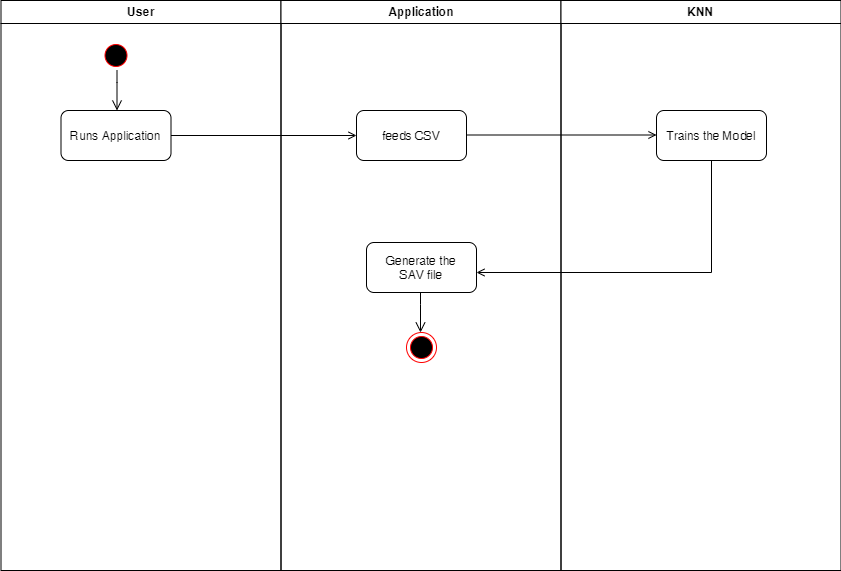 User
Application
KNN
Runs Application
feeds CSV
Trains the Model
Generate the
SAV file